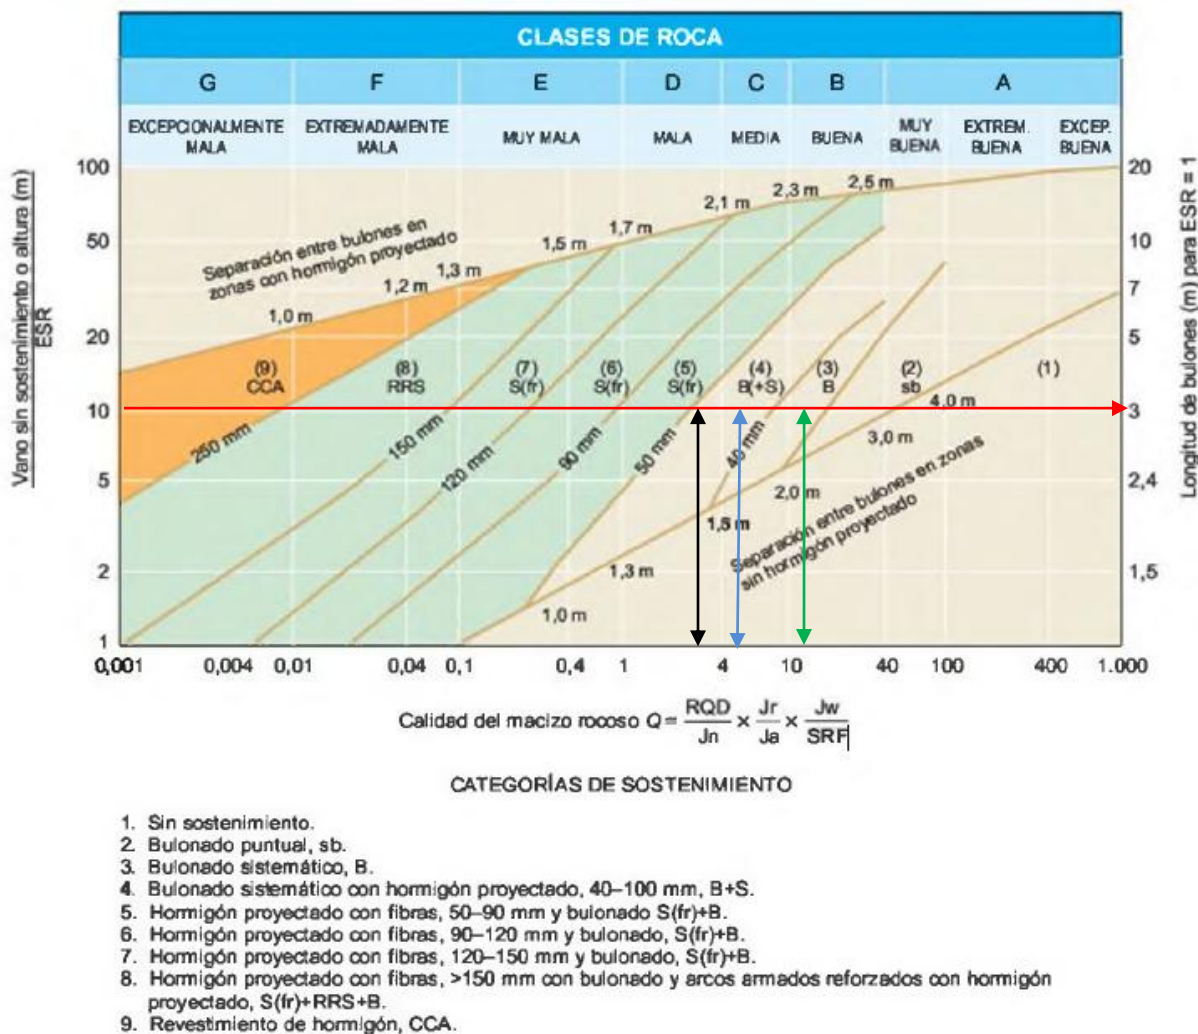 CLASES DE ROCA
G F E D C B A
EXCEPCIONALMENTE MALA
EXTREMADAMENTE MALA
MUY MALA
MALA
MEDIA
BUENA
MUY BUENA
EXTREM. BUENA
EXCEP. BUENA
Vano sin sostenimiento o altura (m)
ESR
100
50
20
10
5
2
1
Separación entre bulones en
zonas con hormigón proyectado
1,0 m
1,2 m
1,3 m
1,5 m
1,7 m
2,1 m
2,3 m
2,5 m
(9)
CCA
(8)
RRS
(7)
S(fr)
(6)
S(fr)
(5)
S(fr)
(4)
B(+S)
(3)
B
(2)
sb
(1)
250 mm
150 mm
120 mm
90 mm
50 mm
40 mm
4,0 m
3,0 m
2,0 m
1,5 m
1,3 m
1,0 m
Separación entre bulones en zonas
sin hormigón proyectado
20
10
7
5
3
2,4
1,5
Longitud de bulones (m) para ESR = 1
0,001 0,004 0,01 0,04 0,1 0,4 1 4 10 40 100 400 1.000
Calidad del macizo rocoso Q = RQD/Jn × Jr/Ja × Jw/SRF
CATEGORÍAS DE SOSTENIMIENTO
1. Sin sostenimiento.
2. Bulonado puntual, sb.
3. Bulonado sistemático, B.
4. Bulonado sistemático con hormigón proyectado, 40–100 mm, B+S.
5. Hormigón proyectado con fibras, 50–90 mm y bulonado S(fr)+B.
6. Hormigón proyectado con fibras, 90–120 mm y bulonado, S(fr)+B.
7. Hormigón proyectado con fibras, 120–150 mm y bulonado, S(fr)+B.
8. Hormigón proyectado con fibras, >150 mm con bulonado y arcos armados reforzados con hormigón
proyectado, S(fr)+RRS+B.
9. Revestimiento de hormigón, CCA.